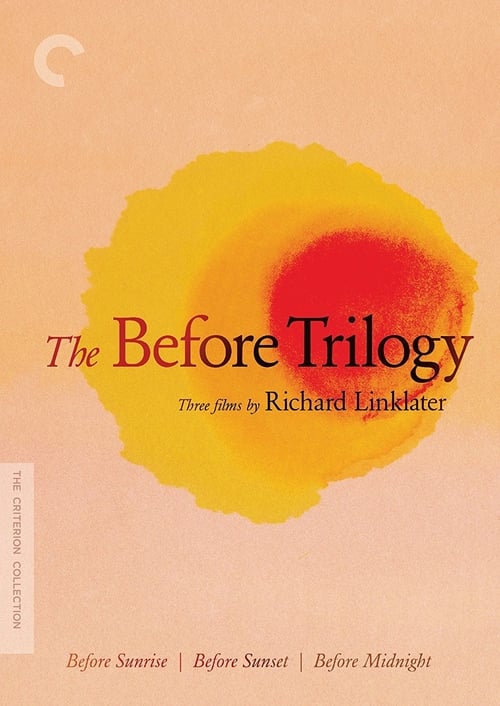 The Before Trilogy
Three films by Richard Linklater
THE CRITERION COLLECTION
Before Sunrise | Before Sunset | Before Midnight